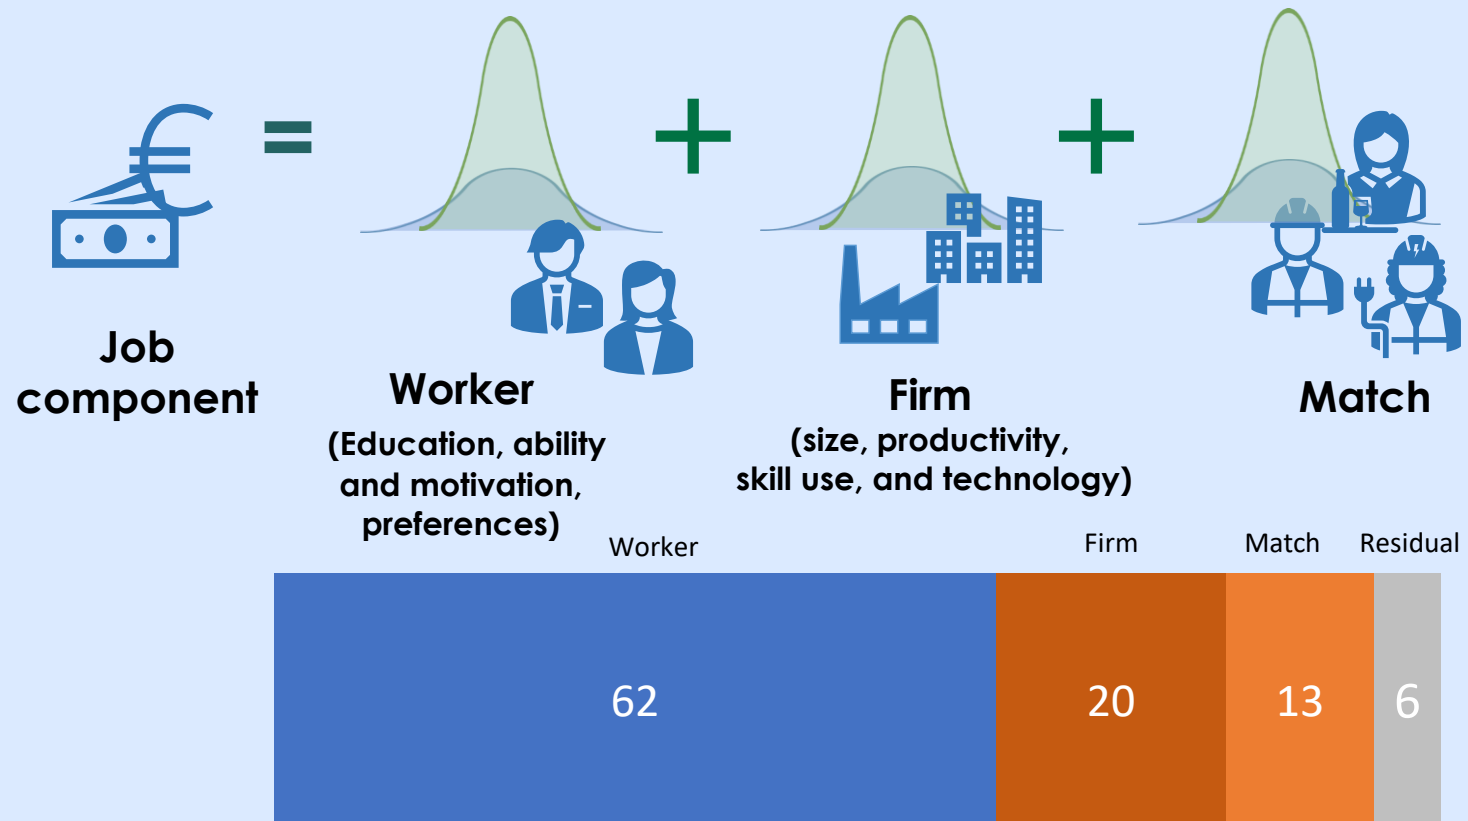 =
+
+
Job
component
Worker
(Education, ability
and motivation,
preferences)
Firm
(size, productivity,
skill use, and technology)
Match
Worker
Firm
Match
Residual
62
20
13
6